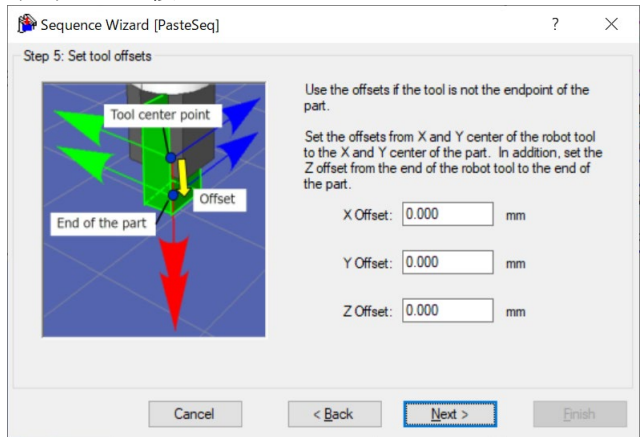 Sequence Wizard [PasteSeq]
?
Step 5: Set tool offsets
Use the offsets if the tool is not the endpoint of the
part.
Set the offsets from X and Y center of the robot tool
to the X and Y center of the part. In addition, set the
Z offset from the end of the robot tool to the end of
the part.
Tool center point
Offset
End of the part
X Offset: 0.000 mm
Y Offset: 0.000 mm
Z Offset: 0.000 mm
Cancel < Back Next > Finish